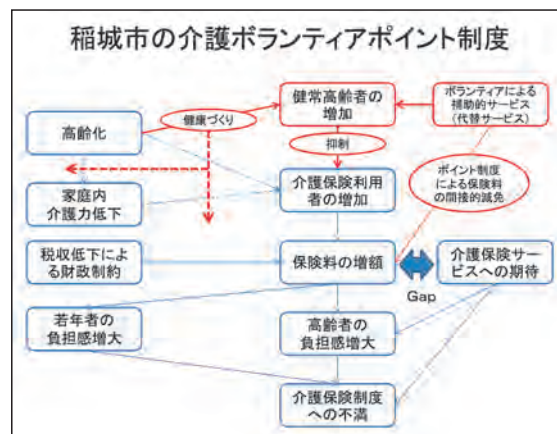 稲城市の介護ボランティアポイント制度
健常高齢者の
増加
ボランティアによる
補助的サービス
(代替サービス)
健康づくり
高齢化
抑制
ポイント制度
による保険料
の間接的減免
家庭内
介護力低下
介護保険利用
者の増加
税収低下によ
る財政制約
保険料の増額
介護保険サー
ビスへの期待
Gap
若年者の
負担感増大
高齢者の
負担感増大
介護保険制度
への不満